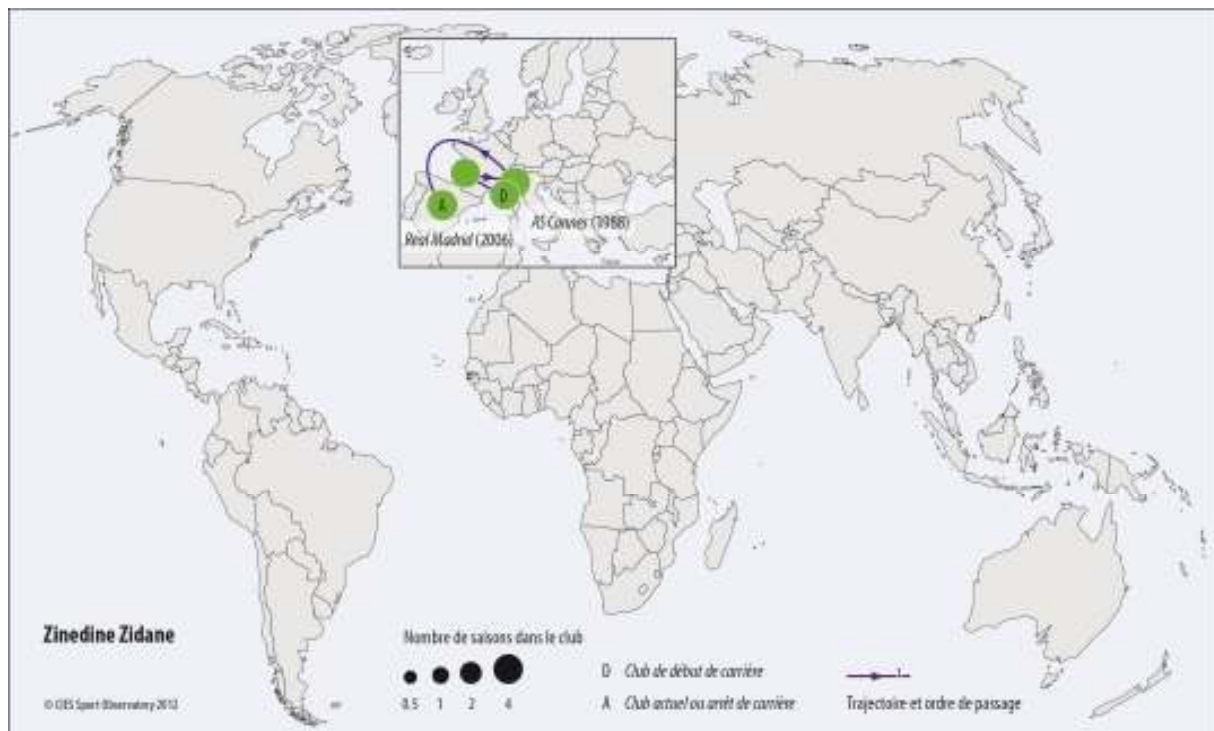 A
D
AS Cannes (1988)
Real Madrid (2006)
Zinedine Zidane
© CIES Sport Observatory 2012
Nombre de saisons dans le club
0.5 1 2 4
D Club de début de carrière
A Club actuel ou arrêt de carrière
1
Trajectoire et ordre de passage